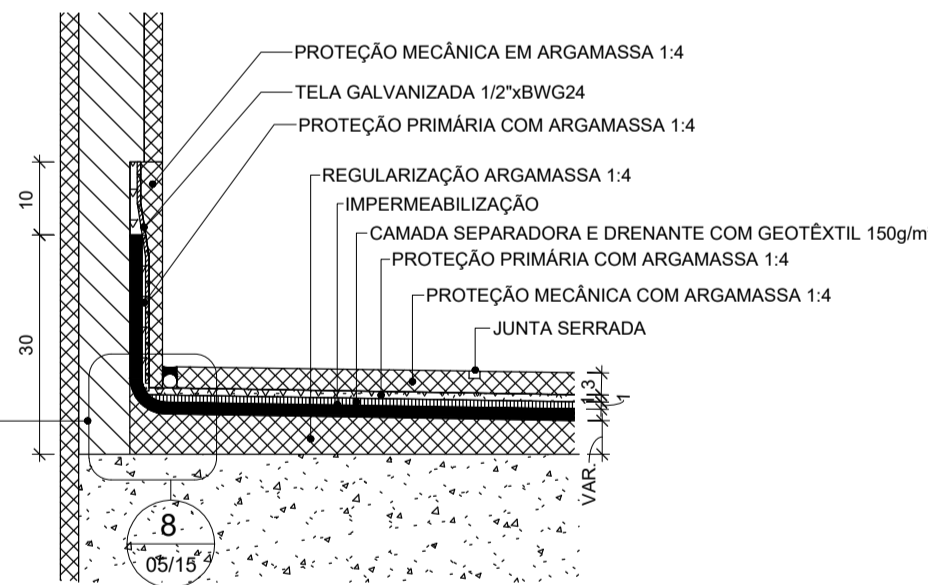 PROTEÇÃO MECÂNICA EM ARGAMASSA 1:4
TELA GALVANIZADA 1/2"xBWG24
PROTEÇÃO PRIMÁRIA COM ARGAMASSA 1:4
REGULARIZAÇÃO ARGAMASSA 1:4
IMPERMEABILIZAÇÃO
CAMADA SEPARADORA E DRENANTE COM GEOTÊXTIL 150g/m
PROTEÇÃO PRIMÁRIA COM ARGAMASSA 1:4
PROTEÇÃO MECÂNICA COM ARGAMASSA 1:4
JUNTA SERRADA
10
30
3
1
1
VAR.
8
05/15